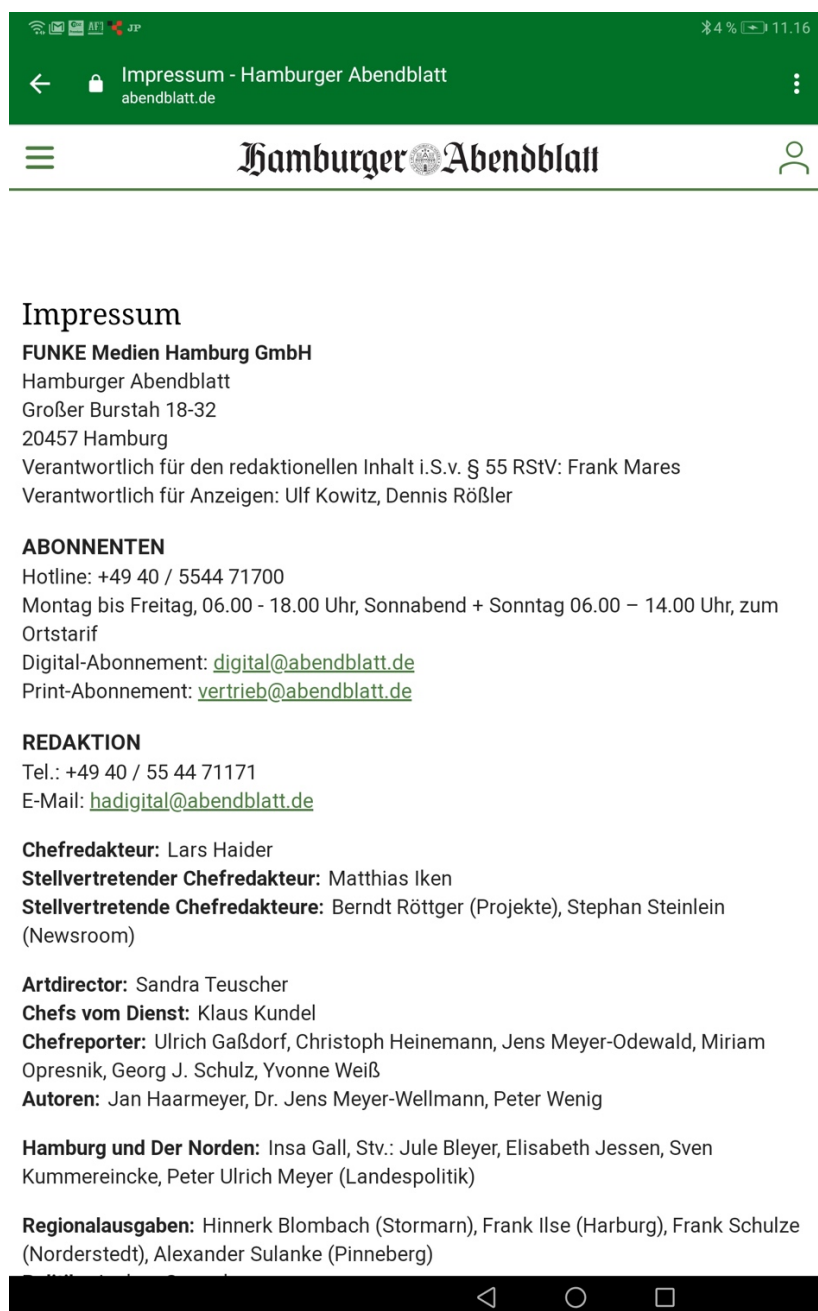 JP
4 % 11.16
Impressum - Hamburger Abendblatt
abendblatt.de
Hamburger Abendblatt
Impressum
FUNKE Medien Hamburg GmbH
Hamburger Abendblatt
Großer Burstah 18-32
20457 Hamburg
Verantwortlich für den redaktionellen Inhalt i.S.v. § 55 RStV: Frank Mares
Verantwortlich für Anzeigen: Ulf Kowitz, Dennis Rößler
ABONNENTEN
Hotline: +49 40 / 5544 71700
Montag bis Freitag, 06.00 - 18.00 Uhr, Sonnabend + Sonntag 06.00 – 14.00 Uhr, zum
Ortstarif
Digital-Abonnement: digital@abendblatt.de
Print-Abonnement: vertrieb@abendblatt.de
REDAKTION
Tel.: +49 40 / 55 44 71171
E-Mail: hadigital@abendblatt.de
Chefredakteur: Lars Haider
Stellvertretender Chefredakteur: Matthias Iken
Stellvertretende Chefredakteure: Berndt Röttger (Projekte), Stephan Steinlein
(Newsroom)
Artdirector: Sandra Teuscher
Chefs vom Dienst: Klaus Kundel
Chefreporter: Ulrich Gaßdorf, Christoph Heinemann, Jens Meyer-Odewald, Miriam
Opresnik, Georg J. Schulz, Yvonne Weiß
Autoren: Jan Haarmeyer, Dr. Jens Meyer-Wellmann, Peter Wenig
Hamburg und Der Norden: Insa Gall, Stv.: Jule Bleyer, Elisabeth Jessen, Sven
Kummereincke, Peter Ulrich Meyer (Landespolitik)
Regionalausgaben: Hinnerk Blombach (Stormarn), Frank Ilse (Harburg), Frank Schulze
(Norderstedt), Alexander Sulanke (Pinneberg)